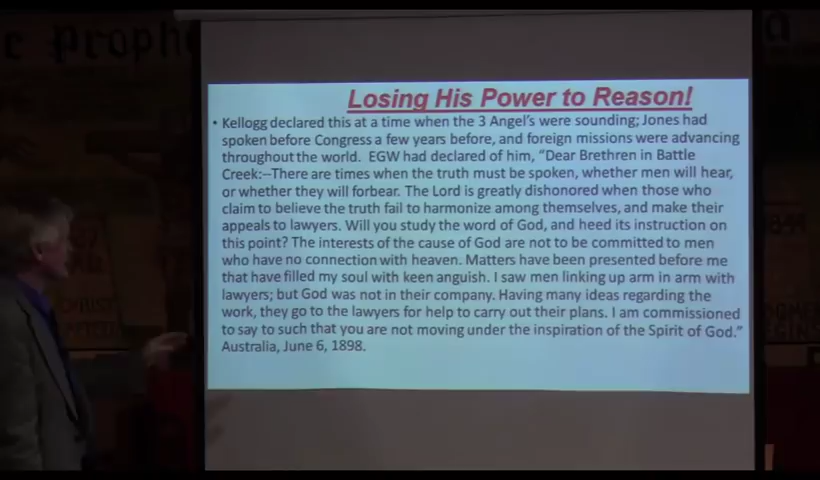 e Proph
Losing His Power to Reason!
• Kellogg declared this at a time when the 3 Angel's were sounding; Jones had
spoken before Congress a few years before, and foreign missions were advancing
throughout the world.  EGW had declared of him, "Dear Brethren in Battle
Creek:—There are times when the truth must be spoken, whether men will hear,
or whether they will forbear. The Lord is greatly dishonored when those who
claim to believe the truth fail to harmonize among themselves, and make their
appeals to lawyers. Will you study the word of God, and heed its instruction on
this point? The interests of the cause of God are not to be committed to men
who have no connection with heaven. Matters have been presented before me
that have filled my soul with keen anguish. I saw men linking up arm in arm with
lawyers; but God was not in their company. Having many ideas regarding the
work, they go to the lawyers for help to carry out their plans. I am commissioned
to say to such that you are not moving under the inspiration of the Spirit of God."
Australia, June 6, 1898.